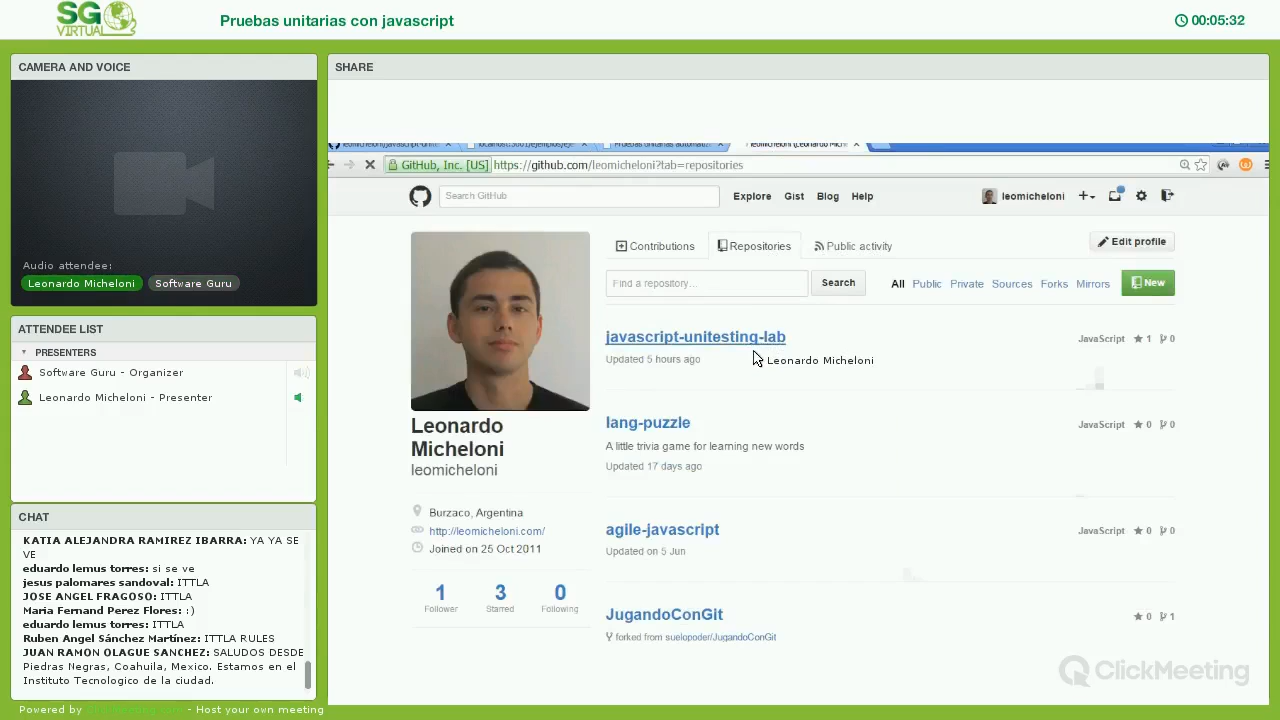 SG
VIRTUAL
Pruebas unitarias con javascript
00:05:32
CAMERA AND VOICE
Audio attendee:
Leonardo Micheloni
Software Guru
ATTENDEE LIST
PRESENTERS
Software Guru - Organizer
Leonardo Micheloni - Presenter
CHAT
KATIA ALEJANDRA RAMIREZ IBARRA: YA YA SE
VE
eduardo lemus torres: si se ve
jesus palomares sandoval: ITTLA
JOSE ANGEL FRAGOSO: ITTLA
Maria Fernand Perez Flores: :)
eduardo lemus torres: ITTLA
Ruben Angel Sánchez Martínez: ITTLA RULES
JUAN RAMON OLAGUE SANCHEZ: SALUDOS DESDE
Piedras Negras, Coahuila, Mexico. Estamos en el
Instituto Tecnologico de la ciudad.
Powered by ClickMeeting.com - Host your own meeting
SHARE
GitHub, Inc. [US] https://github.com/leomicheloni?tab=repositories
Search GitHub
Explore Gist Blog Help
leomicheloni
Contributions Repositories Public activity
Edit profile
Find a repository...
Search
All Public Private Sources Forks Mirrors
New
javascript-unitesting-lab
JavaScript 1 0
Updated 5 hours ago
Leonardo Micheloni
lang-puzzle
JavaScript 0 0
A little trivia game for learning new words
Updated 17 days ago
agile-javascript
JavaScript 0 0
Updated on 5 Jun
JugandoConGit
0 1
forked from suelopoder/JugandoConGit
Leonardo
Micheloni
leomicheloni
Burzaco, Argentina
http://leomicheloni.com/
Joined on 25 Oct 2011
1 3 0
Follower Starred Following
ClickMeeting